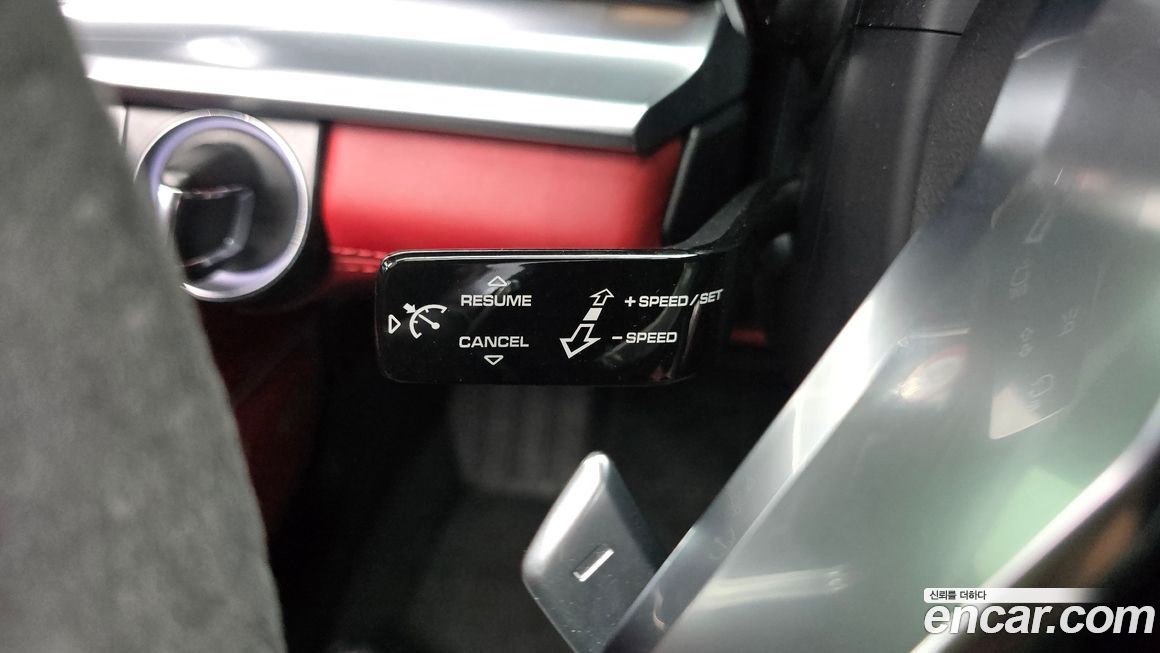 RESUME
+ SPEED / SET
CANCEL
– SPEED
신뢰를 더하다
encar.com